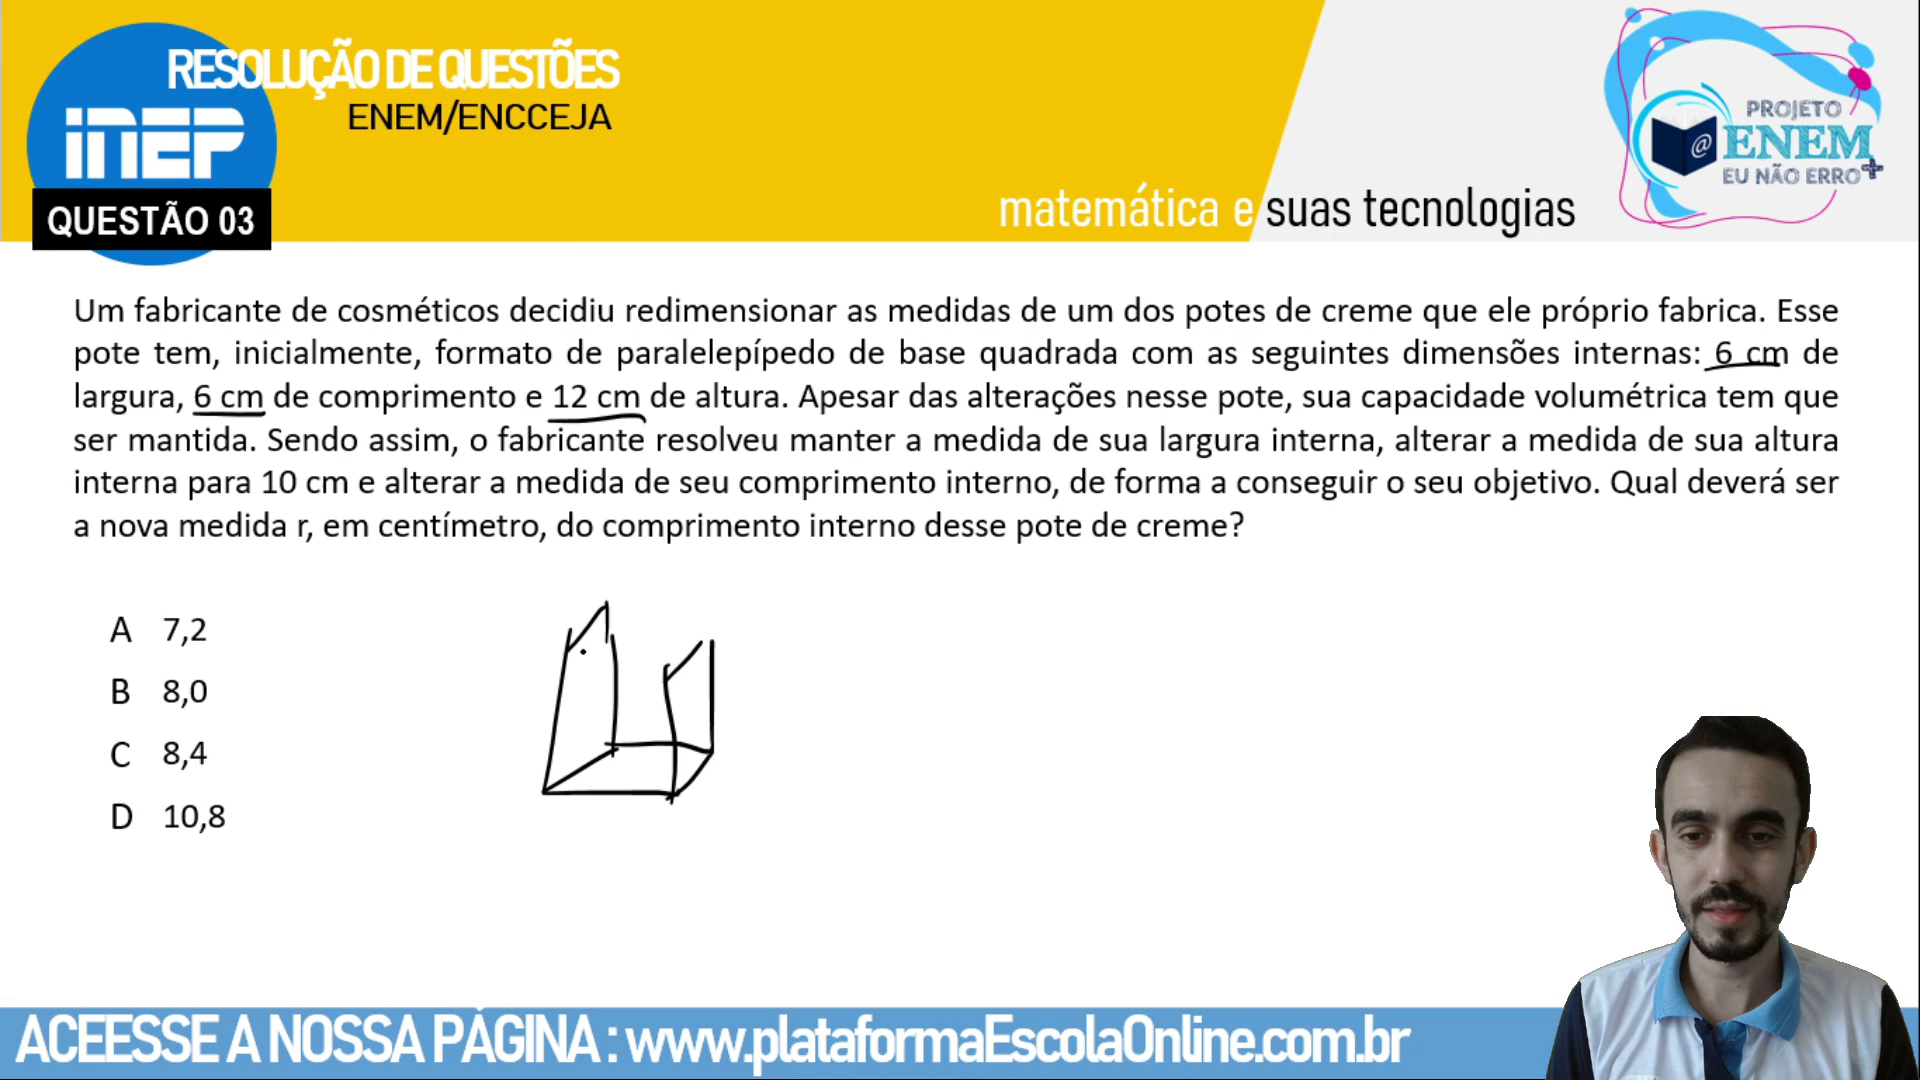 RESOLUÇÃO DE QUESTÕES
ENEM/ENCCEJA
inep
QUESTÃO 03
matemática e suas tecnologias
PROJETO
@ ENEM+
EU NÃO ERRO
Um fabricante de cosméticos decidiu redimensionar as medidas de um dos potes de creme que ele próprio fabrica. Esse
pote tem, inicialmente, formato de paralelepípedo de base quadrada com as seguintes dimensões internas: 6 cm de
largura, 6 cm de comprimento e 12 cm de altura. Apesar das alterações nesse pote, sua capacidade volumétrica tem que
ser mantida. Sendo assim, o fabricante resolveu manter a medida de sua largura interna, alterar a medida de sua altura
interna para 10 cm e alterar a medida de seu comprimento interno, de forma a conseguir o seu objetivo. Qual deverá ser
a nova medida r, em centímetro, do comprimento interno desse pote de creme?
A 7,2
B 8,0
C 8,4
D 10,8
ACEESSE A NOSSA PÁGINA : www.plataformaEscolaOnline.com.br